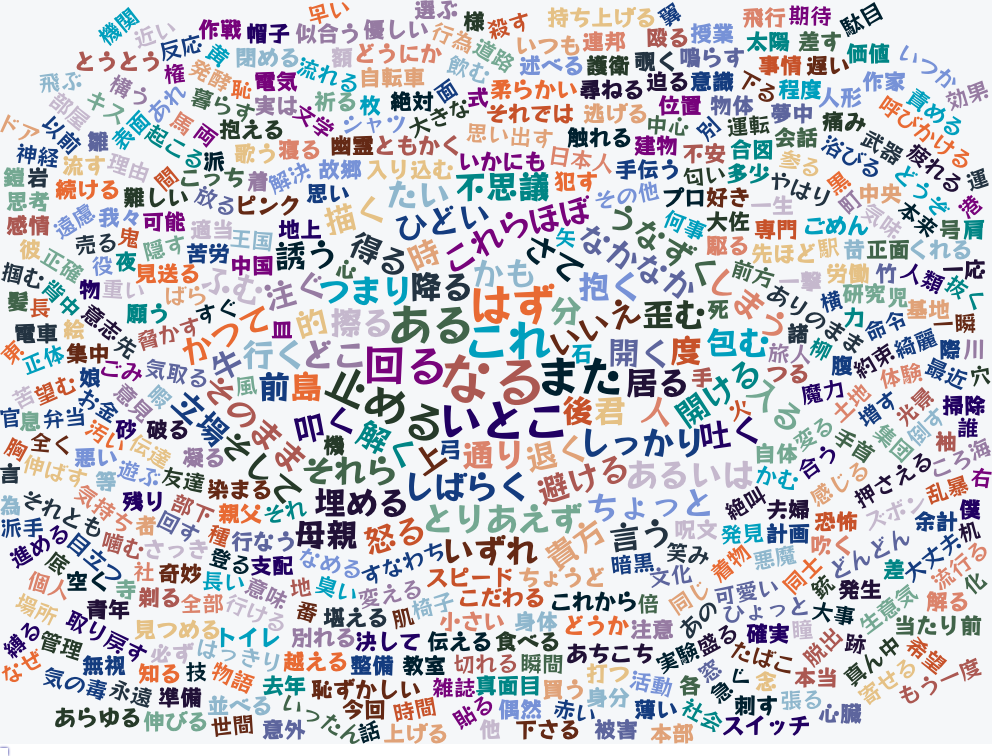 機関
近い
とうとう
反応
作戦
帽子
似合う
優しい
早い
選ぶ
様
殺す
持ち上げる
翼
飛行
期待
駄目
飛ぶ
構う
権
黄
閉める
額
どうにか
行為
道路
いつも
連邦
殴る
授業
太陽
差す
価値
いつか
部屋
キス
あれ
発酵
恥
電気
流れる
自転車
飲む
述べる
護衛
覗く
鳴らす
事情
遅い
作家
効果
ドア
以前
雛
表面
暮らす
実は
祈る
枚
絶対
面
柔らかい
尋ねる
迫る
意識
下る
程度
人形
責める
呼びかける
馬
両
文学
シャツ
大きな
式
それでは
逃げる
位置
物体
夢中
痛み
神経
流す
理由
起こる
派
抱える
幽霊
ともかく
思い出す
触れる
中心
建物
運転
会話
武器
疲れる
鎧
岩
間
こっち
歌う
寝る
故郷
入り込む
いかにも
日本人
不安
合図
浴びる
どうぞ
運
思考
続ける
難しい
着
解決
思い
たい
不思議
犯す
手伝う
匂い
多少
やはり
黒
中央
感情
遠慮
我々
可能
放る
ピンク
描く
ひどい
これらほぼ
その他
プロ
好き
一生
町
気味
本来
号
肩
彼
正確
売る
鬼
隠す
適当
王国
地上
誘う
得る
時
さて
矢
なかなか
うなずく
何事
大佐
専門
ごめん
掴む
背中
役
夜
苦労
中国
心
つまり
降る
かも
抱く
駆る
先ほど
駅
苔
正面
くれる
髪
長
物
重い
見送る
ふむ
注ぐ
はず
分
しまう
前方
一撃
労働
竹
人類
一応
技く
電車
絵
意志
願う
ばら
すぐ
かつて
皿
的
擦る
ある
これ
いいえ
歪む
死
ありのまま
横
研究
児
基地
一瞬
東
正体
集中
先
脅かす
牛
行く
どこ
回る
なる
また
石
開く
度
包む
諸
柳
力
命令
綺麗
際
川
苦
望む
娘
ごみ
気取る
風
前
島
止める
居る
手
旅人
つる
腹
約束
最近
穴
官
息
弁当
お金
意見
暇
立場
そのまま
叩く
解く
いとこ
後
君
人
開ける
火
入る
魔力
土地
体験
光景
掃除
胸
全く
汚い
砂
破る
そして
機
上
弓
通り
退く
しっかり
吐く
自体
変る
増す
集団
倒す
誰
言
伸ばす
悪い
伝達
凝る
それら
しばらく
避ける
あるいは
かむ
合う
手首
袖
海
為
等
遊ぶ
友達
染まる
埋める
ちょっと
絶叫
感じる
押さえる
ころ
右
派手
それとも
気持ち
残り
部下
親父
それ
母親
怒る
とりあえず
夫婦
恐怖
ズボン
乱暴
僕
進める
目立つ
噛む
者
回す
種
行なう
いずれ
貴方
言う
呪文
発見
計画
余計
机
底
さっき
登る
支配
なめる
すなわち
暗黒
笑み
着物
悪魔
吹く
どんどん
大丈夫
個人
空く
寺
社
奇妙
長い
意味
地
臭い
変える
スピード
ちょうど
文化
同じ
可愛い
同士
銃
発生
差
流行る
化
場所
青年
剃る
全部
行ける
番
堪える
肌
椅子
こだわる
これから
倍
あの
ひょっと
大事
生意気
解る
縛る
取り戻す
見つめる
トイレ
別れる
決して
小さい
身体
どうか
注意
盛る
確実
瞳
脱出
跡
当たり前
なぜ
管理
必ず
はっきり
越える
整備
伝える
食べる
あちこち
実験
たばこ
真ん中
希望
気の毒
無視
知る
技
物語
教室
切れる
瞬間
打つ
活動
各
窓
念
本当
寄せる
もう一度
永遠
準備
並べる
去年
恥ずかしい
雑誌
真面目
買う
身分
急
刺す
張る
あらゆる
伸びる
世間
意外
いったん
今回
時間
貼る
偶然
赤い
薄い
社会
スイッチ
心臓
話
上げる
他
下さる
被害
本部